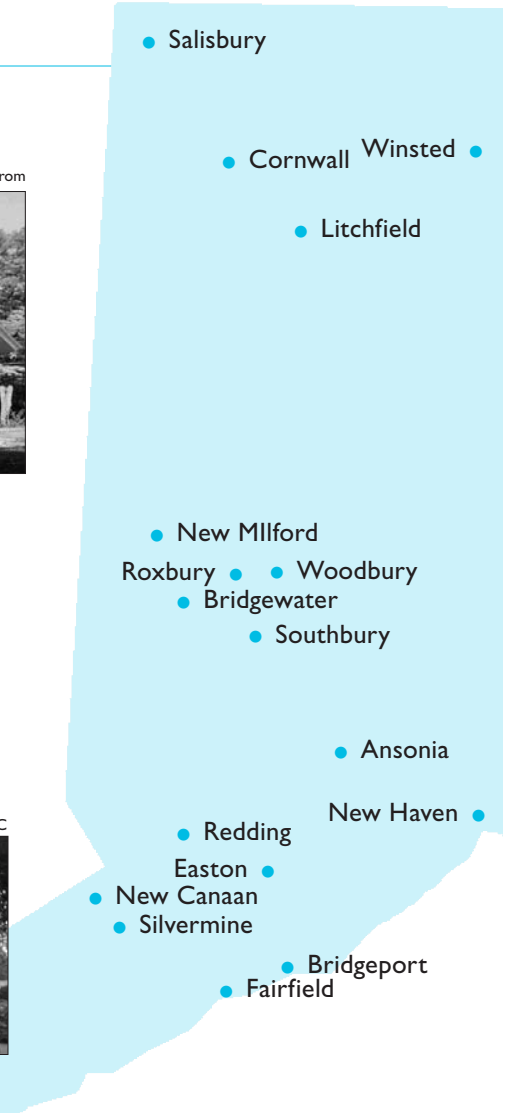 Salisbury
Cornwall
Winsted
rom
Litchfield
New MIlford
Roxbury
Woodbury
Bridgewater
Southbury
Ansonia
New Haven
C
Redding
Easton
New Canaan
Silvermine
Bridgeport
Fairfield